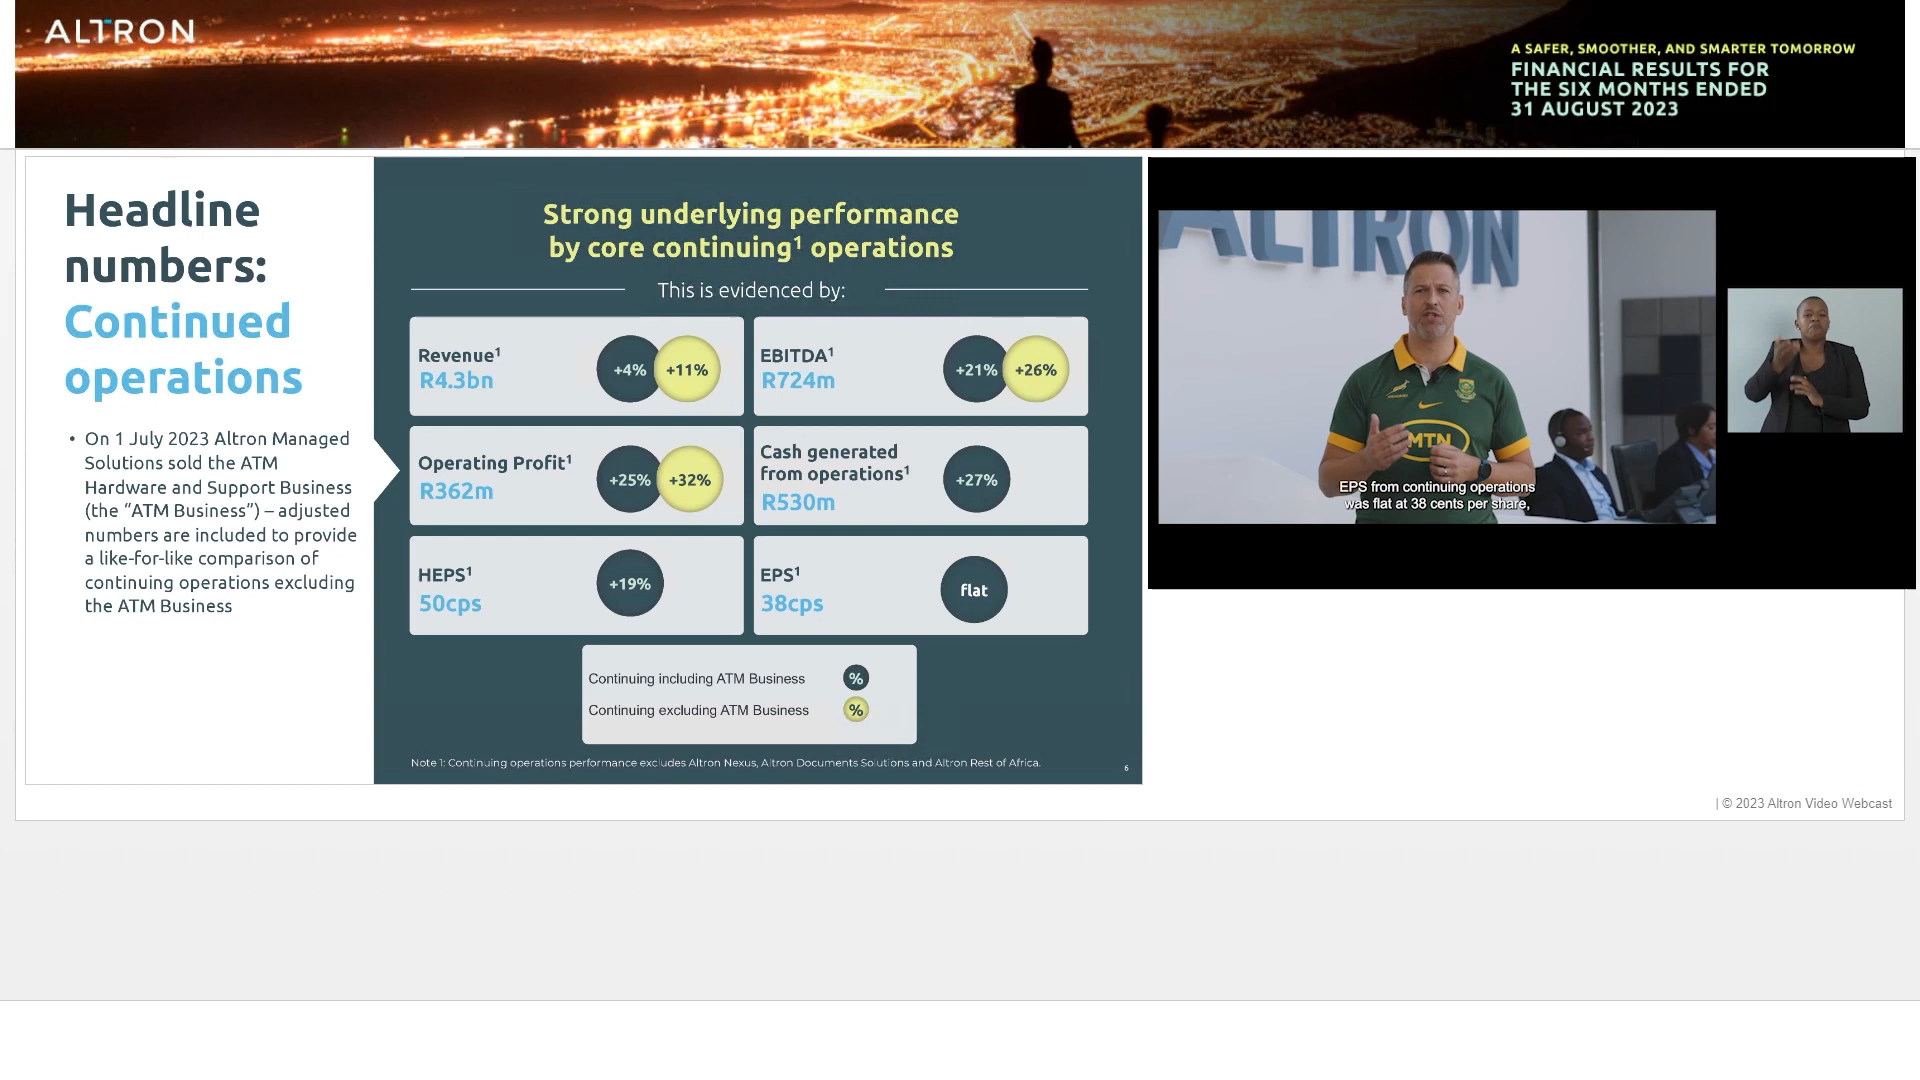 ALTRON
A SAFER, SMOOTHER, AND SMARTER TOMORROW
FINANCIAL RESULTS FOR
THE SIX MONTHS ENDED
31 AUGUST 2023
Headline
numbers:
Continued
operations
• On 1 July 2023 Altron Managed
Solutions sold the ATM
Hardware and Support Business
(the “ATM Business”) – adjusted
numbers are included to provide
a like-for-like comparison of
continuing operations excluding
the ATM Business
Strong underlying performance
by core continuing¹ operations
This is evidenced by:
Revenue¹
R4.3bn
+4%
+11%
EBITDA¹
R724m
+21%
+26%
Operating Profit¹
R362m
+25%
+32%
Cash generated
from operations¹
R530m
+27%
HEPS¹
50cps
+19%
EPS¹
38cps
flat
Continuing including ATM Business %
Continuing excluding ATM Business %
Note 1: Continuing operations performance excludes Altron Nexus, Altron Documents Solutions and Altron Rest of Africa.
6
ALTRON
MTN
EPS from continuing operations
was flat at 38 cents per share,
| © 2023 Altron Video Webcast